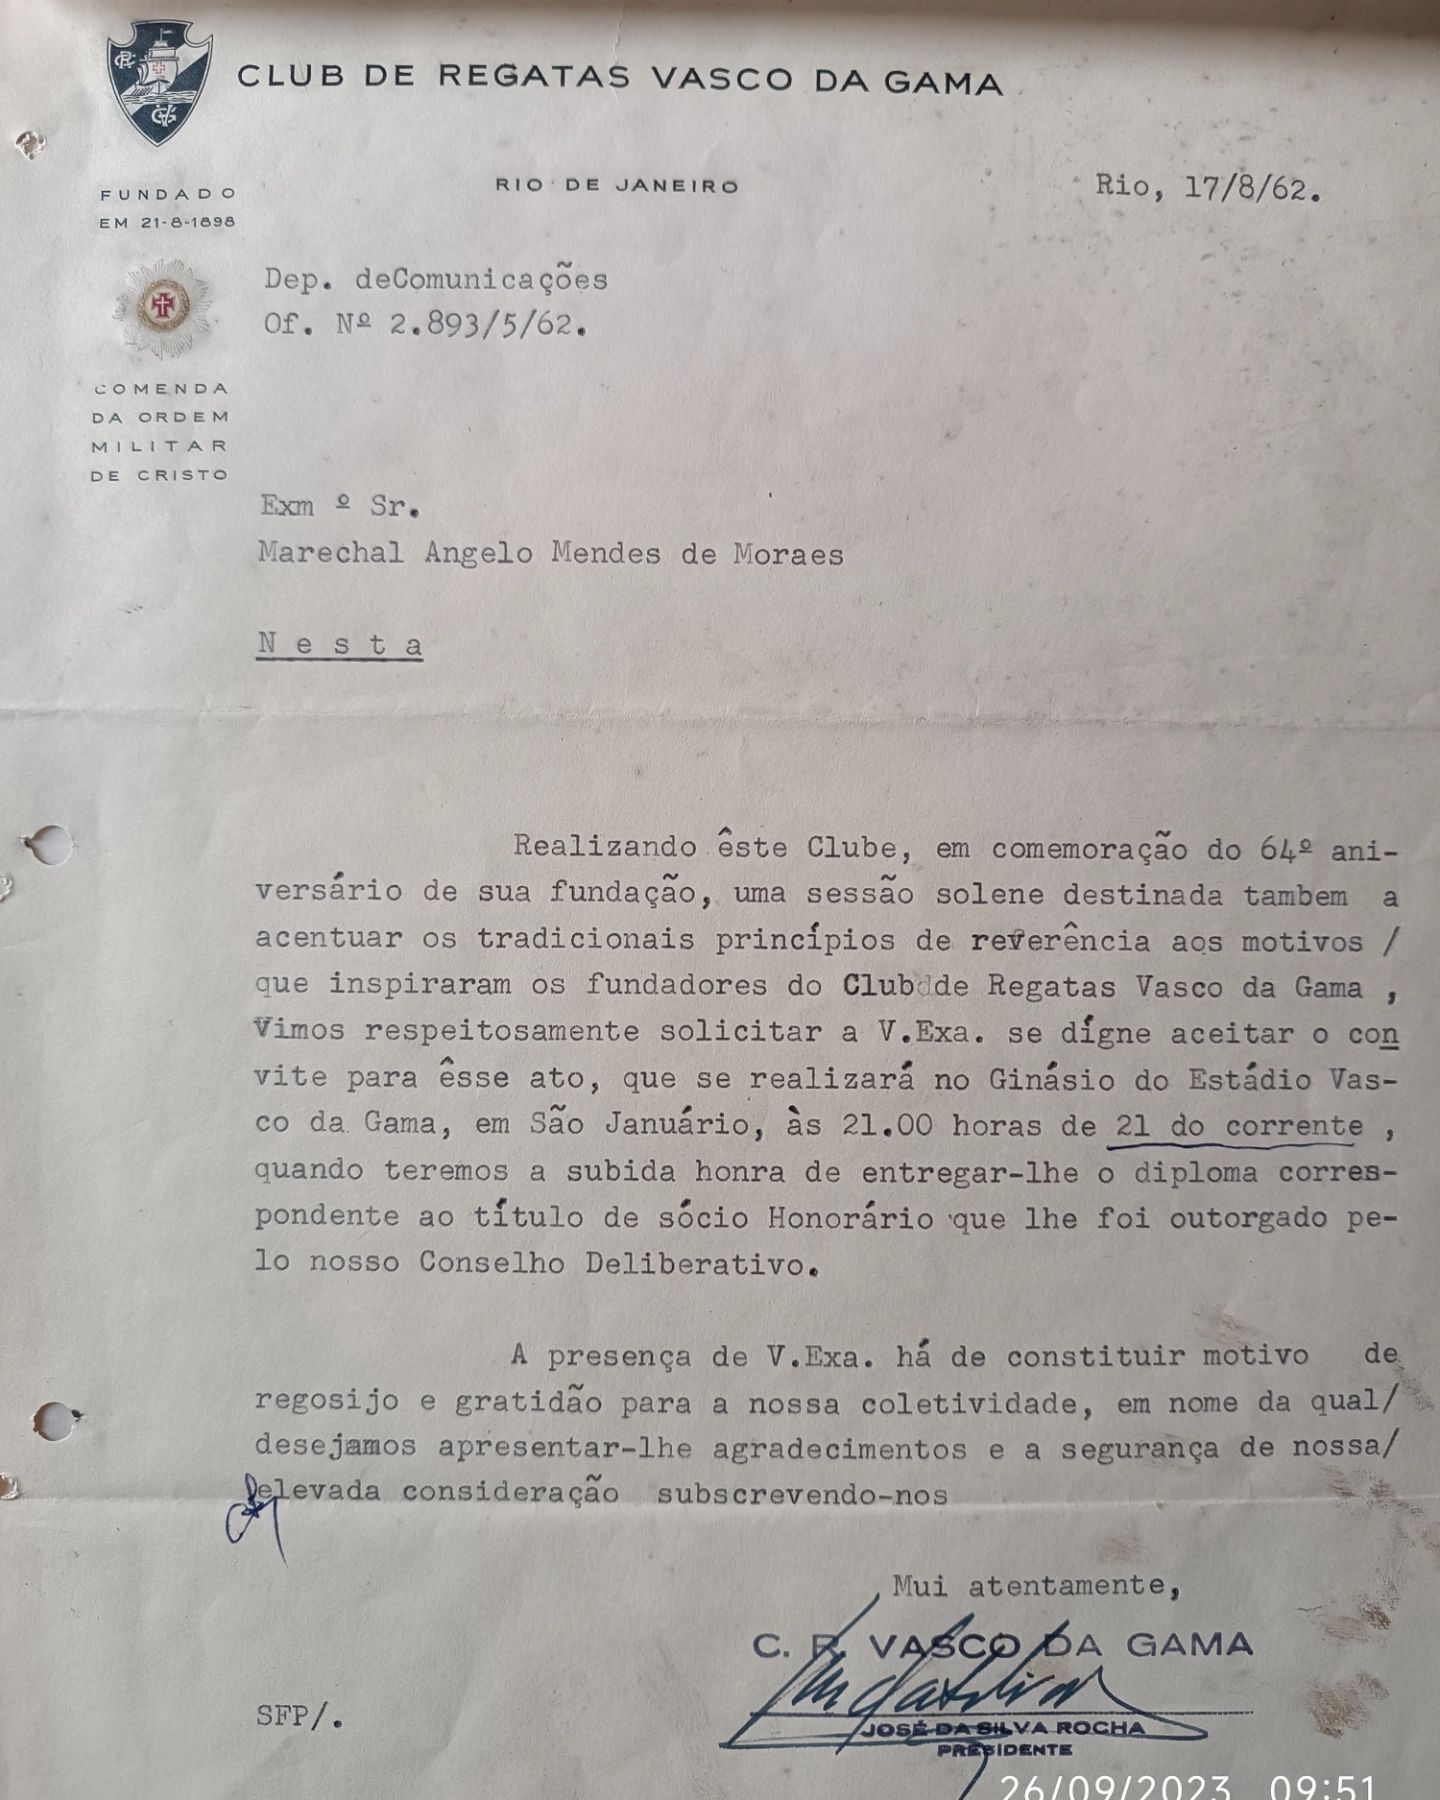 CLUB DE REGATAS VASCO DA GAMA
RIO DE JANEIRO
Rio, 17/8/62.
FUNDADO
EM 21-8-1898
Dep. deComunicações
Of. Nº 2.893/5/62.
COMENDA
DA ORDEM
MILITAR
DE CRISTO
Exm º Sr.
Marechal Angelo Mendes de Moraes
N e s t a
Realizando êste Clube, em comemoração do 64º ani-
versário de sua fundação, uma sessão solene destinada tambem a
acentuar os tradicionais princípios de reverência aos motivos /
que inspiraram os fundadores do Club de Regatas Vasco da Gama ,
Vimos respeitosamente solicitar a V.Exa. se dígne aceitar o con
vite para êsse ato, que se realizará no Ginásio do Estádio Vas-
co da Gama, em São Januário, às 21.00 horas de 21 do corrente ,
quando teremos a subida honra de entregar-lhe o diploma corres-
pondente ao título de sócio Honorário que lhe foi outorgado pe-
lo nosso Conselho Deliberativo.
A presença de V.Exa. há de constituir motivo de
regosijo e gratidão para a nossa coletividade, em nome da qual/
desejamos apresentar-lhe agradecimentos e a segurança de nossa/
elevada consideração subscrevendo-nos
Mui atentamente,
C. R. VASCO DA GAMA
SFP/.
JOSÉ DA SILVA ROCHA
PRESIDENTE
26/09/2023 09:51